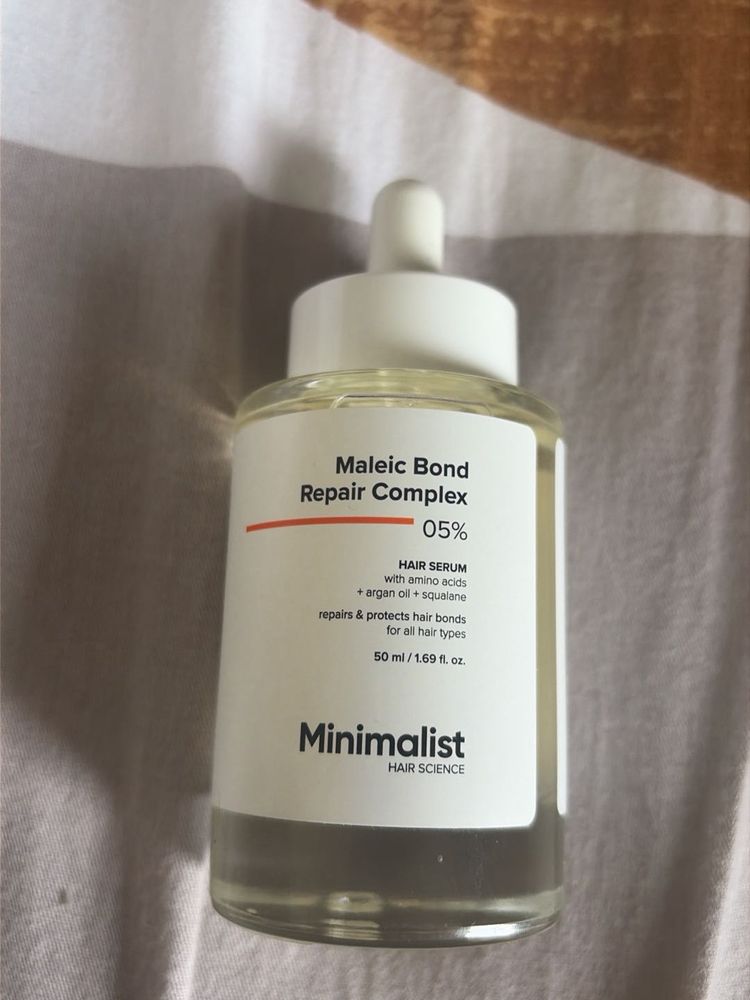 Maleic Bond
Repair Complex
05%
HAIR SERUM
with amino acids
+ argan oil + squalane
repairs & protects hair bonds
for all hair types
50 ml / 1.69 fl. oz.
Minimalist
HAIR SCIENCE